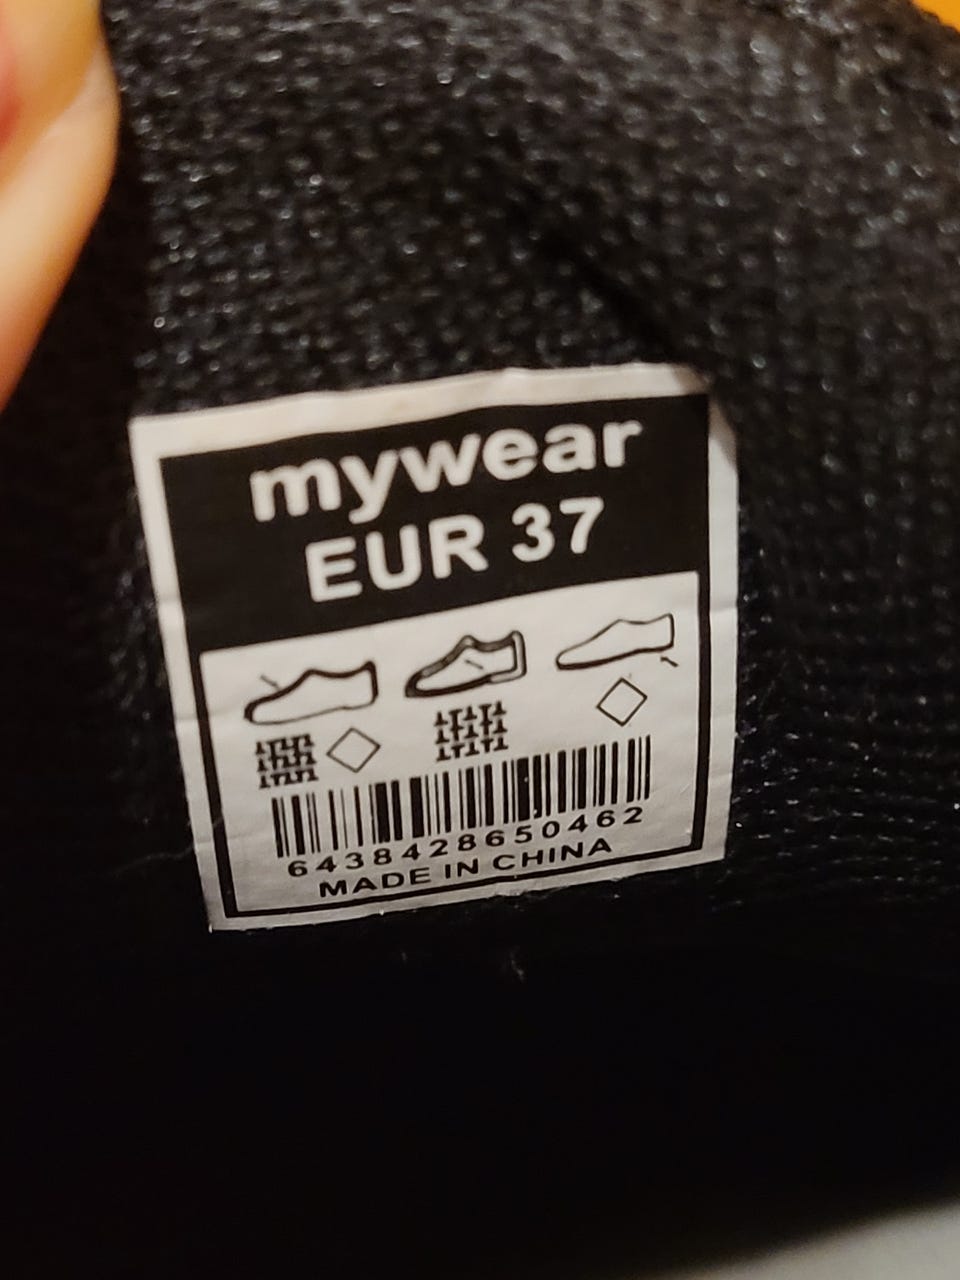 mywear
EUR 37
6438428650462
MADE IN CHINA